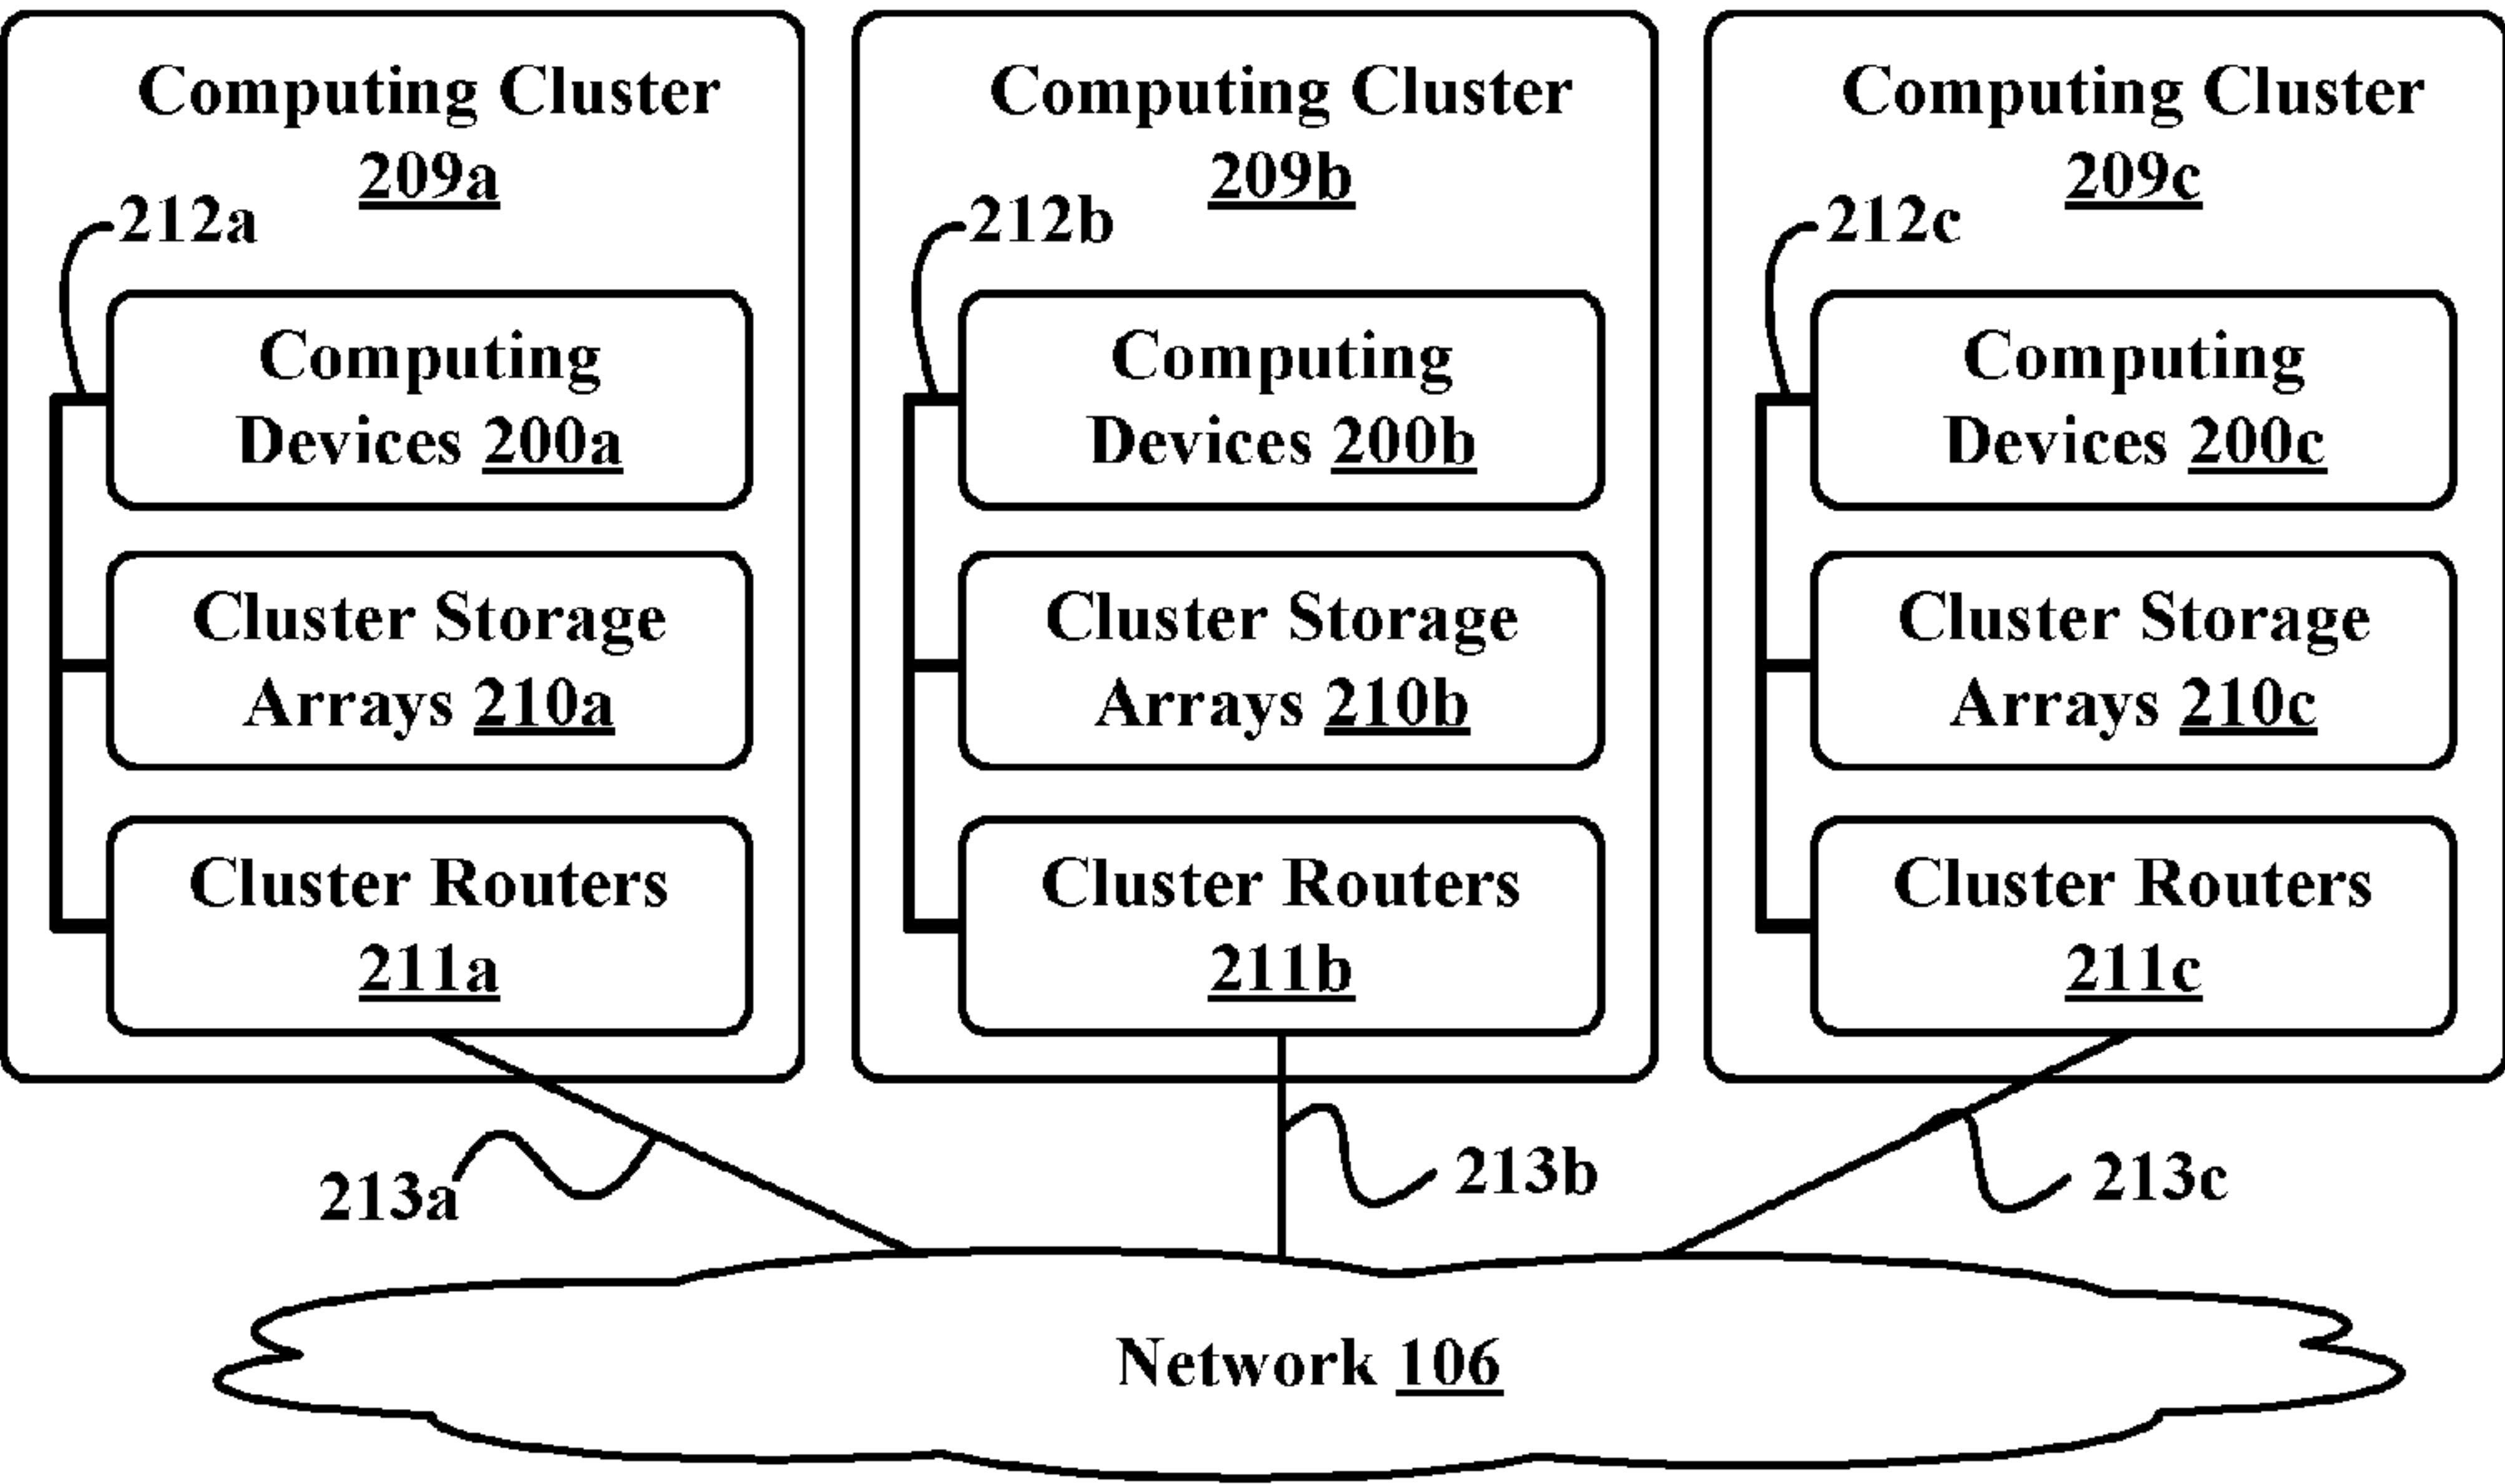 Computing Cluster
209a
212a
Computing
Devices 200a
Cluster Storage
Arrays 210a
Cluster Routers
211a
Computing Cluster
209b
212b
Computing
Devices 200b
Cluster Storage
Arrays 210b
Cluster Routers
211b
Computing Cluster
209c
212c
Computing
Devices 200c
Cluster Storage
Arrays 210c
Cluster Routers
211c
213a
213b
213c
Network 106